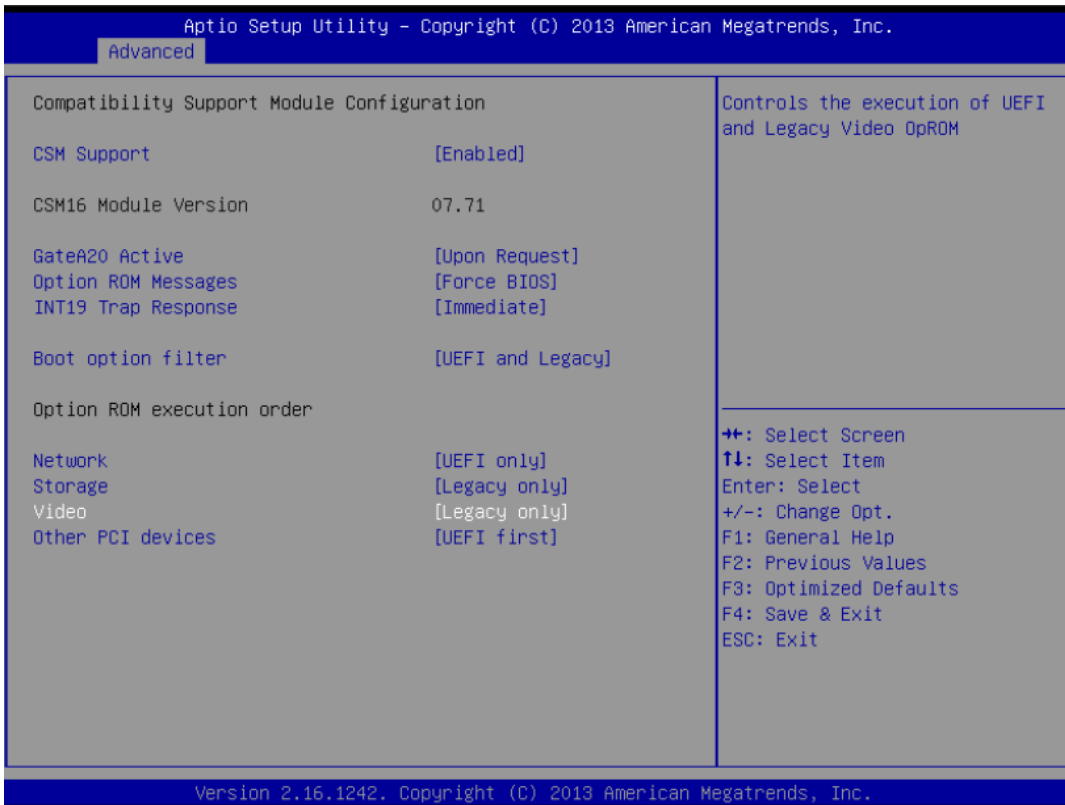 Aptio Setup Utility – Copyright (C) 2013 American Megatrends, Inc.
Advanced
Compatibility Support Module Configuration
CSM Support [Enabled]
CSM16 Module Version 07.71
GateA20 Active [Upon Request]
Option ROM Messages [Force BIOS]
INT19 Trap Response [Immediate]
Boot option filter [UEFI and Legacy]
Option ROM execution order
Network [UEFI only]
Storage [Legacy only]
Video [Legacy only]
Other PCI devices [UEFI first]
Controls the execution of UEFI
and Legacy Video OpROM
→←: Select Screen
↑↓: Select Item
Enter: Select
+/-: Change Opt.
F1: General Help
F2: Previous Values
F3: Optimized Defaults
F4: Save & Exit
ESC: Exit
Version 2.16.1242. Copyright (C) 2013 American Megatrends, Inc.